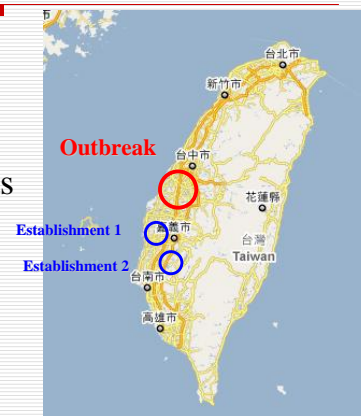 市
台北市
新竹市
Outbreak
台中市
s
花蓮縣
Establishment 1
嘉義市
台灣
Taiwan
Establishment 2
台南市
高雄市